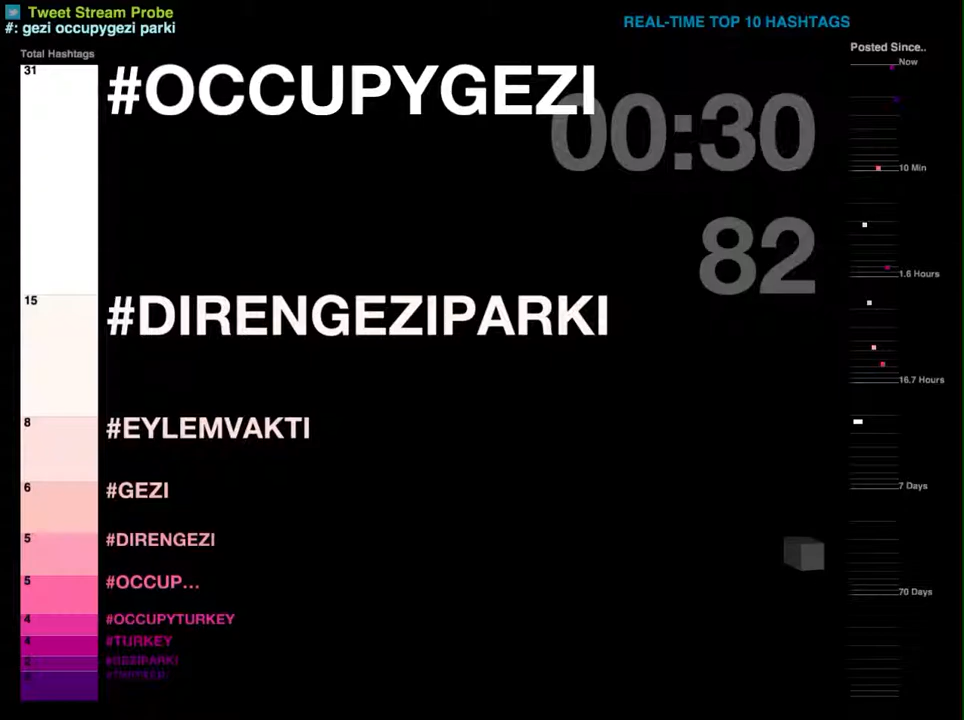 Tweet Stream Probe
#: gezi occupygezi parki
REAL-TIME TOP 10 HASHTAGS
Total Hashtags
Posted Since..
31
#OCCUPYGEZI
00:30
82
15
#DIRENGEZIPARKI
8
#EYLEMVAKTI
6
#GEZI
5
#DIRENGEZI
5
#OCCUP...
4
#OCCUPYTURKEY
4
#TURKEY
2
#GEZIPARKI
Now
10 Min
1.6 Hours
16.7 Hours
7 Days
70 Days